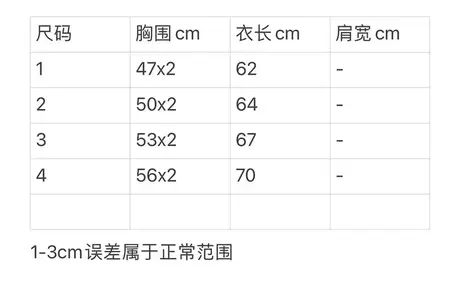 尺码 胸围cm 衣长cm 肩宽cm
1 47x2 62 -
2 50x2 64 -
3 53x2 67 -
4 56x2 70 -
1-3cm误差属于正常范围